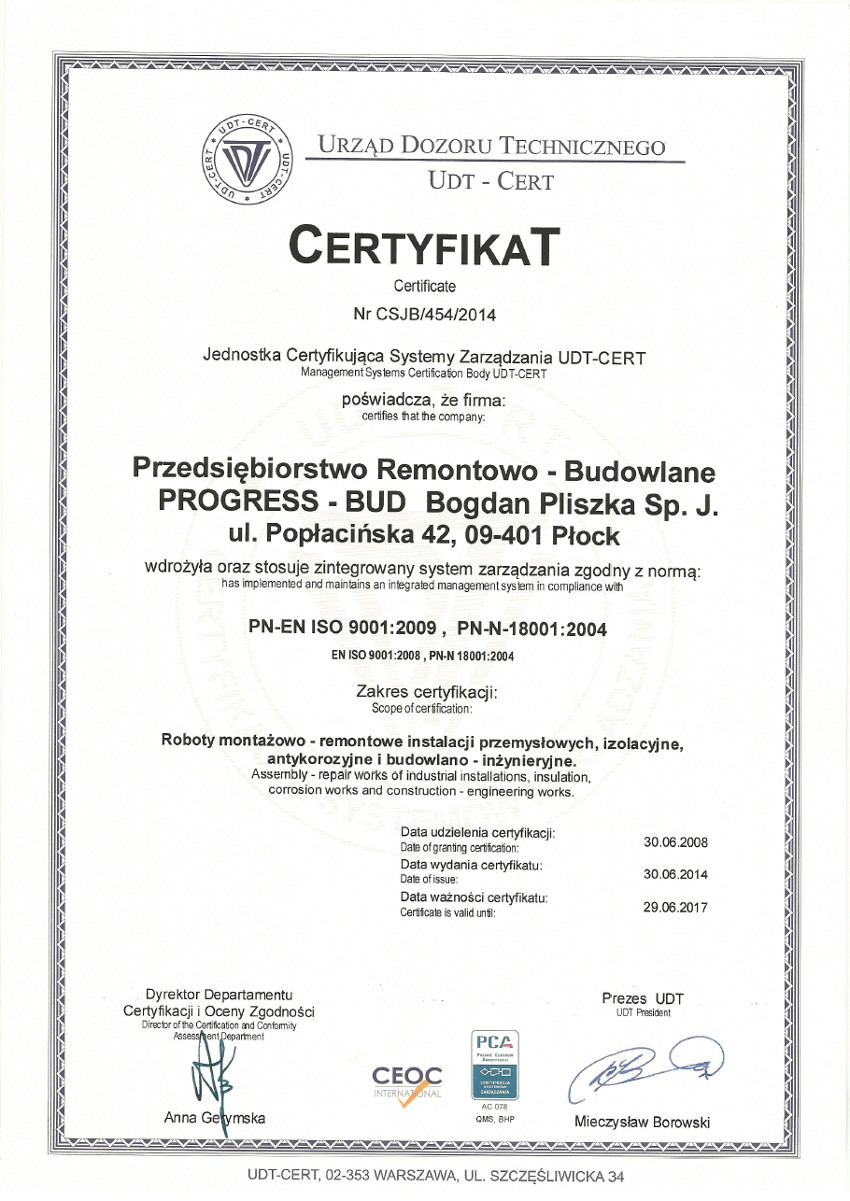 UDT-CERT * UDT-CERT * UDT-CERT *
URZĄD DOZORU TECHNICZNEGO
UDT - CERT
CERTYFIKAT
Certificate
Nr CSJB/454/2014
Jednostka Certyfikująca Systemy Zarządzania UDT-CERT
Management Systems Certification Body UDT-CERT
poświadcza, że firma:
certifies that the company:
Przedsiębiorstwo Remontowo - Budowlane
PROGRESS - BUD Bogdan Pliszka Sp. J.
ul. Popłacińska 42, 09-401 Płock
wdrożyła oraz stosuje zintegrowany system zarządzania zgodny z normą:
has implemented and maintains an integrated management system in compliance with
PN-EN ISO 9001:2009 , PN-N-18001:2004
EN ISO 9001:2008 , PN-N 18001:2004
Zakres certyfikacji:
Scope of certification:
Roboty montażowo - remontowe instalacji przemysłowych, izolacyjne,
antykorozyjne i budowlano - inżynieryjne.
Assembly - repair works of industrial installations, insulation,
corrosion works and construction - engineering works.
Data udzielenia certyfikacji:
Date of granting certification:
30.06.2008
Data wydania certyfikatu:
Date of issue:
30.06.2014
Data ważności certyfikatu:
Certificate is valid until:
29.06.2017
Dyrektor Departamentu
Certyfikacji i Oceny Zgodności
Director of the Certification and Conformity
Assessment Department
Anna Gerymska
CEOC
INTERNATIONAL
PCA
POLSKIE CENTRUM
AKREDYTACJI
CERTYFIKACJA
SYSTEMÓW
ZARZĄDZANIA
AC 078
QMS, BHP
Prezes UDT
UDT President
Mieczysław Borowski
UDT-CERT, 02-353 WARSZAWA, UL. SZCZĘŚLIWICKA 34